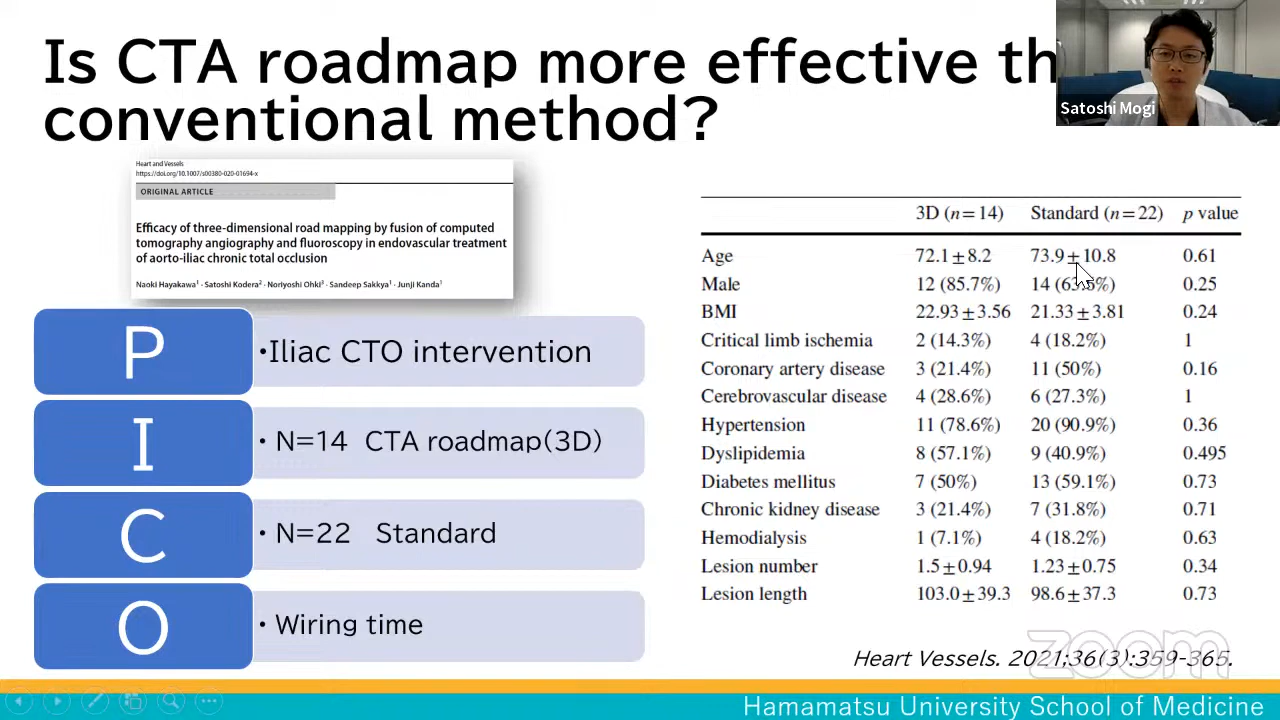 Is CTA roadmap more effective th
conventional method?
Satoshi Mogi
Heart and Vessels
https://doi.org/10.1007/s00380-020-01694-x
ORIGINAL ARTICLE
Efficacy of three-dimensional road mapping by fusion of computed
tomography angiography and fluoroscopy in endovascular treatment
of aorto-iliac chronic total occlusion
Naoki Hayakawa1 · Satoshi Kodera2 · Noriyoshi Ohki3 · Sandeep Sakkya1 · Junji Kanda1
P
•Iliac CTO intervention
I
• N=14 CTA roadmap(3D)
C
• N=22 Standard
O
• Wiring time
3D (n=14) Standard (n=22) p value
Age 72.1±8.2 73.9±10.8 0.61
Male 12 (85.7%) 14 0.25
BMI 22.93±3.56 21.33±3.81 0.24
Critical limb ischemia 2 (14.3%) 4 (18.2%) 1
Coronary artery disease 3 (21.4%) 11 (50%) 0.16
Cerebrovascular disease 4 (28.6%) 6 (27.3%) 1
Hypertension 11 (78.6%) 20 (90.9%) 0.36
Dyslipidemia 8 (57.1%) 9 (40.9%) 0.495
Diabetes mellitus 7 (50%) 13 (59.1%) 0.73
Chronic kidney disease 3 (21.4%) 7 (31.8%) 0.71
Hemodialysis 1 (7.1%) 4 (18.2%) 0.63
Lesion number 1.5±0.94 1.23±0.75 0.34
Lesion length 103.0±39.3 98.6±37.3 0.73
zoom
Heart Vessels. 2021;36(3):359-365.
Hamamatsu University School of Medicine